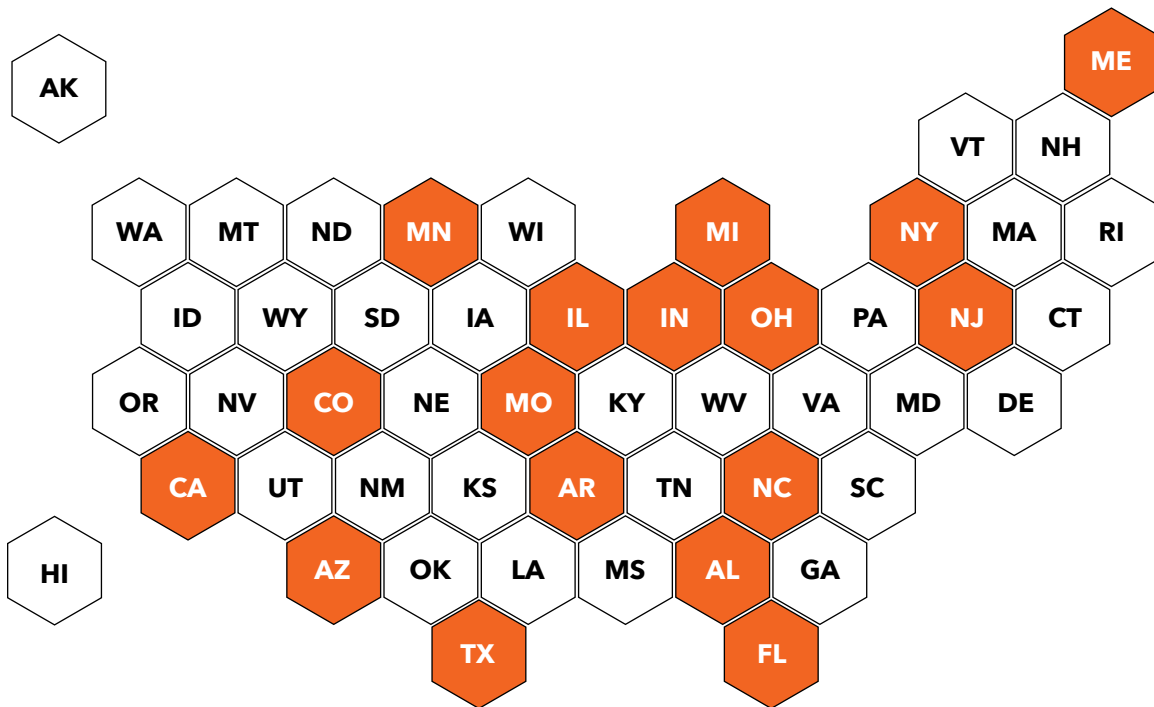 ME
AK
VT NH
WA MT ND MN WI MI NY MA RI
ID WY SD IA IL IN OH PA NJ CT
OR NV CO NE MO KY WV VA MD DE
CA UT NM KS AR TN NC SC
HI AZ OK LA MS AL GA
TX FL